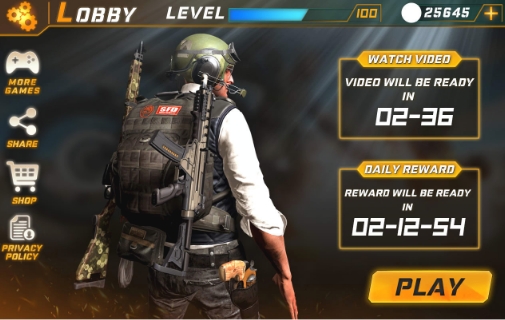 LOBBY
LEVEL
100
25645
MORE
GAMES
SHARE
SHOP
PRIVACY
POLICY
WATCH VIDEO
VIDEO WILL BE READY
IN
02-36
DAILY REWARD
REWARD WILL BE READY
IN
02-12-54
PLAY